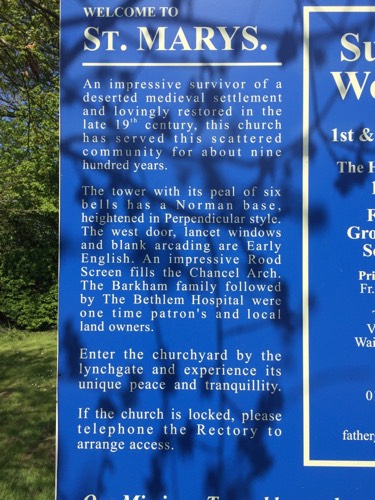 WELCOME TO
ST. MARYS.
An impressive survivor of a
deserted medieval settlement
and lovingly restored in the
late 19th century, this church
has served this scattered
community for about nine
hundred years.
The tower with its peal of six
bells has a Norman base,
heightened in Perpendicular style.
The west door, lancet windows
and blank arcading are Early
English. An impressive Rood
Screen fills the Chancel Arch.
The Barkham family followed
by The Bethlem Hospital were
one time patron's and local
land owners.
Enter the churchyard by the
lynchgate and experience its
unique peace and tranquillity.
If the church is locked, please
telephone the Rectory to
arrange access.
Su
We
1st &
The H
F
Gro
Se
Pri
Fr.
V
Wai
0
father